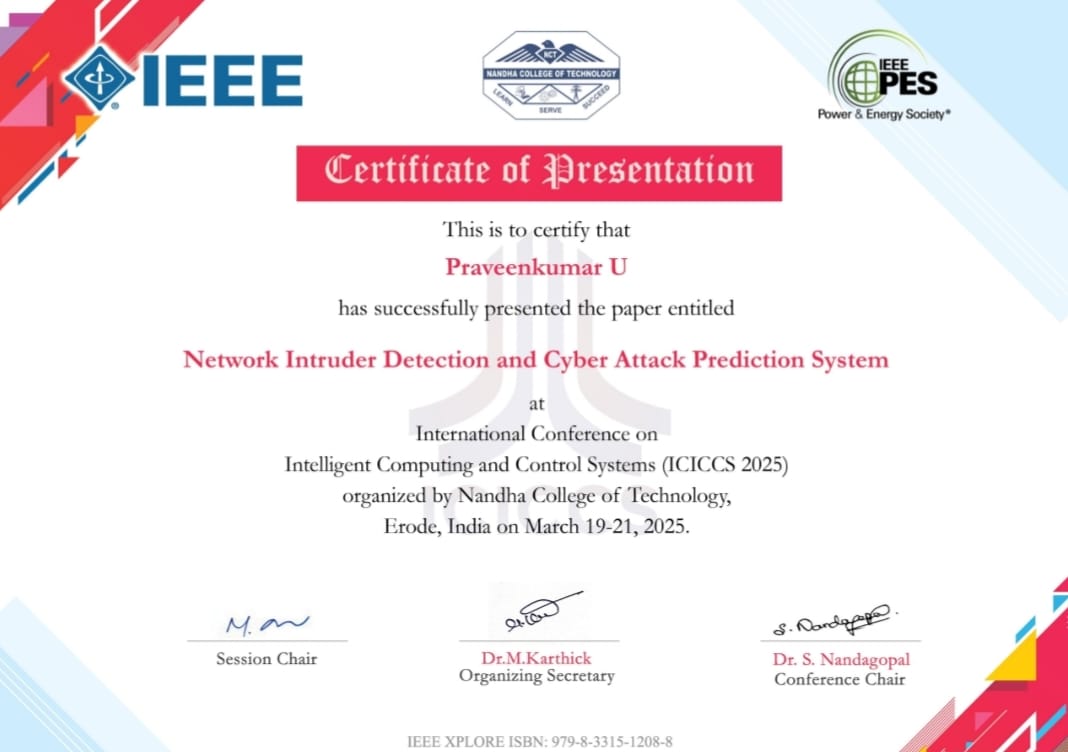 IEEE
NCT
NANDHA COLLEGE OF TECHNOLOGY
LEARN
SERVE
SUCCEED
IEEE
PES
Power & Energy Society®
Certificate of Presentation
This is to certify that
Praveenkumar U
has successfully presented the paper entitled
Network Intruder Detection and Cyber Attack Prediction System
at
International Conference on
Intelligent Computing and Control Systems (ICICCS 2025)
organized by Nandha College of Technology,
Erode, India on March 19-21, 2025.
ICICCS
S. Nandagopal
Session Chair
Dr.M.Karthick
Organizing Secretary
Dr. S. Nandagopal
Conference Chair
IEEE XPLORE ISBN: 979-8-3315-1208-8